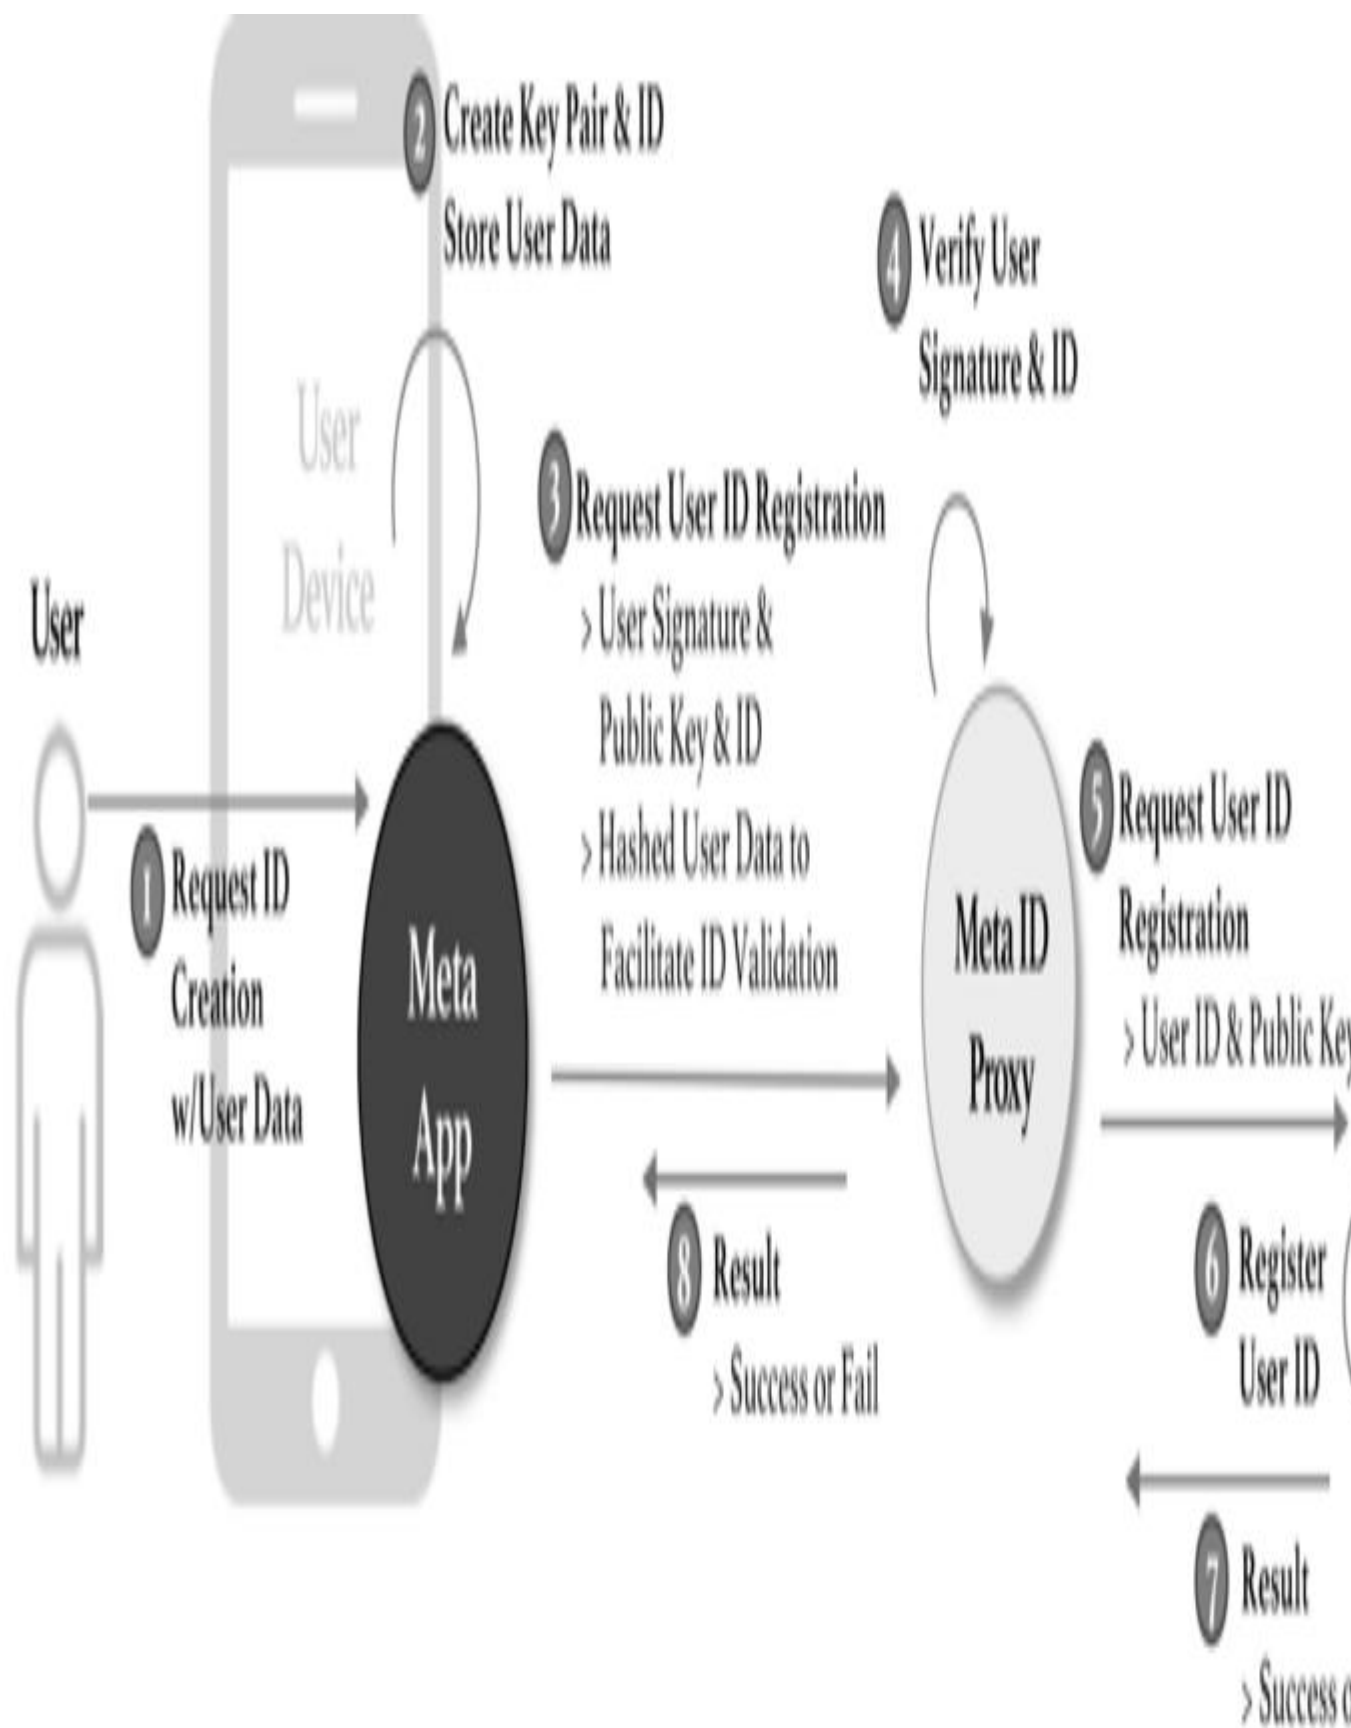 2
Create Key Pair & ID
Store User Data
4
Verify User
Signature & ID
User
Device
3
Request User ID Registration
> User Signature &
Public Key & ID
> Hashed User Data to
Facilitate ID Validation
User
1
Request ID
Creation
w/User Data
Meta
App
Meta ID
Proxy
5
Request User ID
Registration
> User ID & Public Key
8
Result
> Success or Fail
6
Register
User ID
7
Result
> Success o